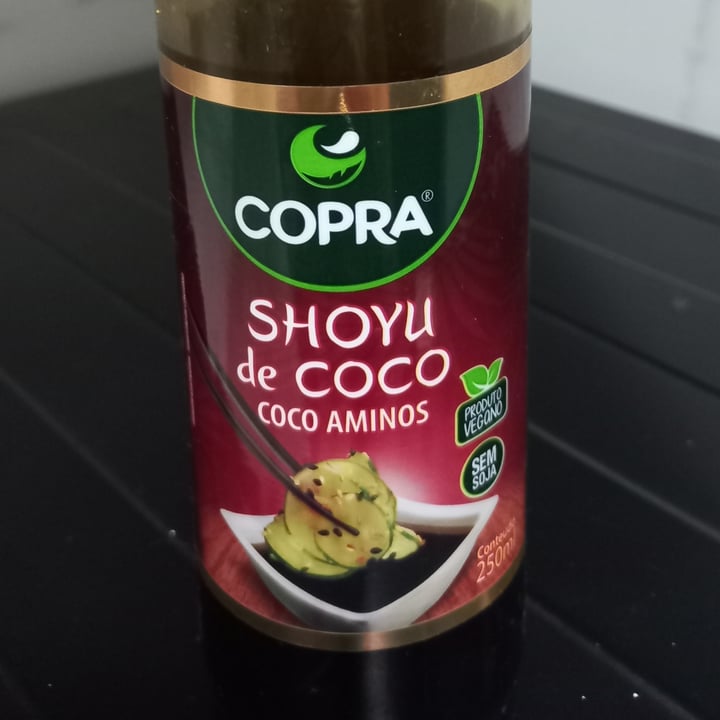 COPRA®
SHOYU
de COCO
COCO AMINOS
PRODUTO
VEGANO
SEM
SOJA
Conteúdo
250ml